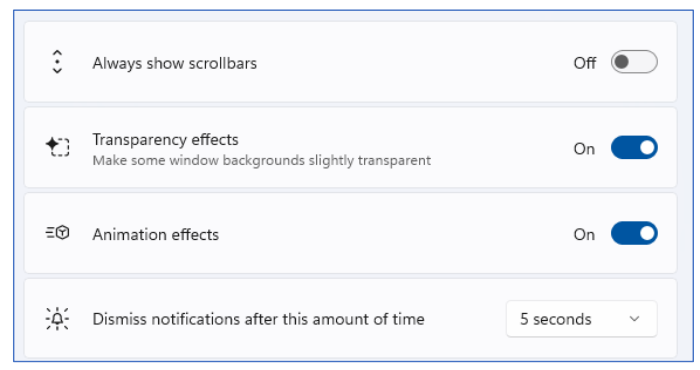 Always show scrollbars
Off
Transparency effects
Make some window backgrounds slightly transparent
On
Animation effects
On
Dismiss notifications after this amount of time
5 seconds